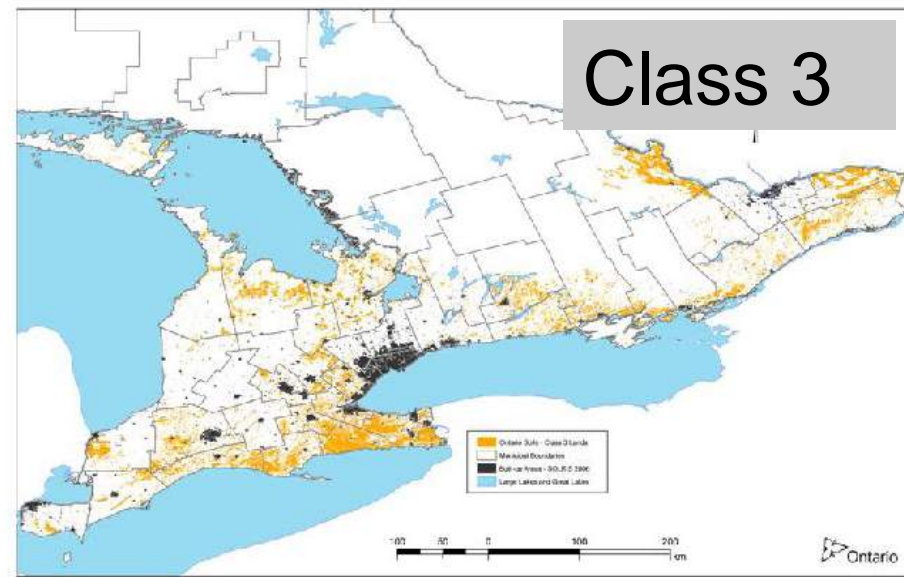 Class 3
Ontario Soils - Class 3 Lands
Municipal Boundaries
Built-up Areas - SOLRIS 2000
Large Lakes and Great Lakes
100 50 0 100 200
km
Ontario